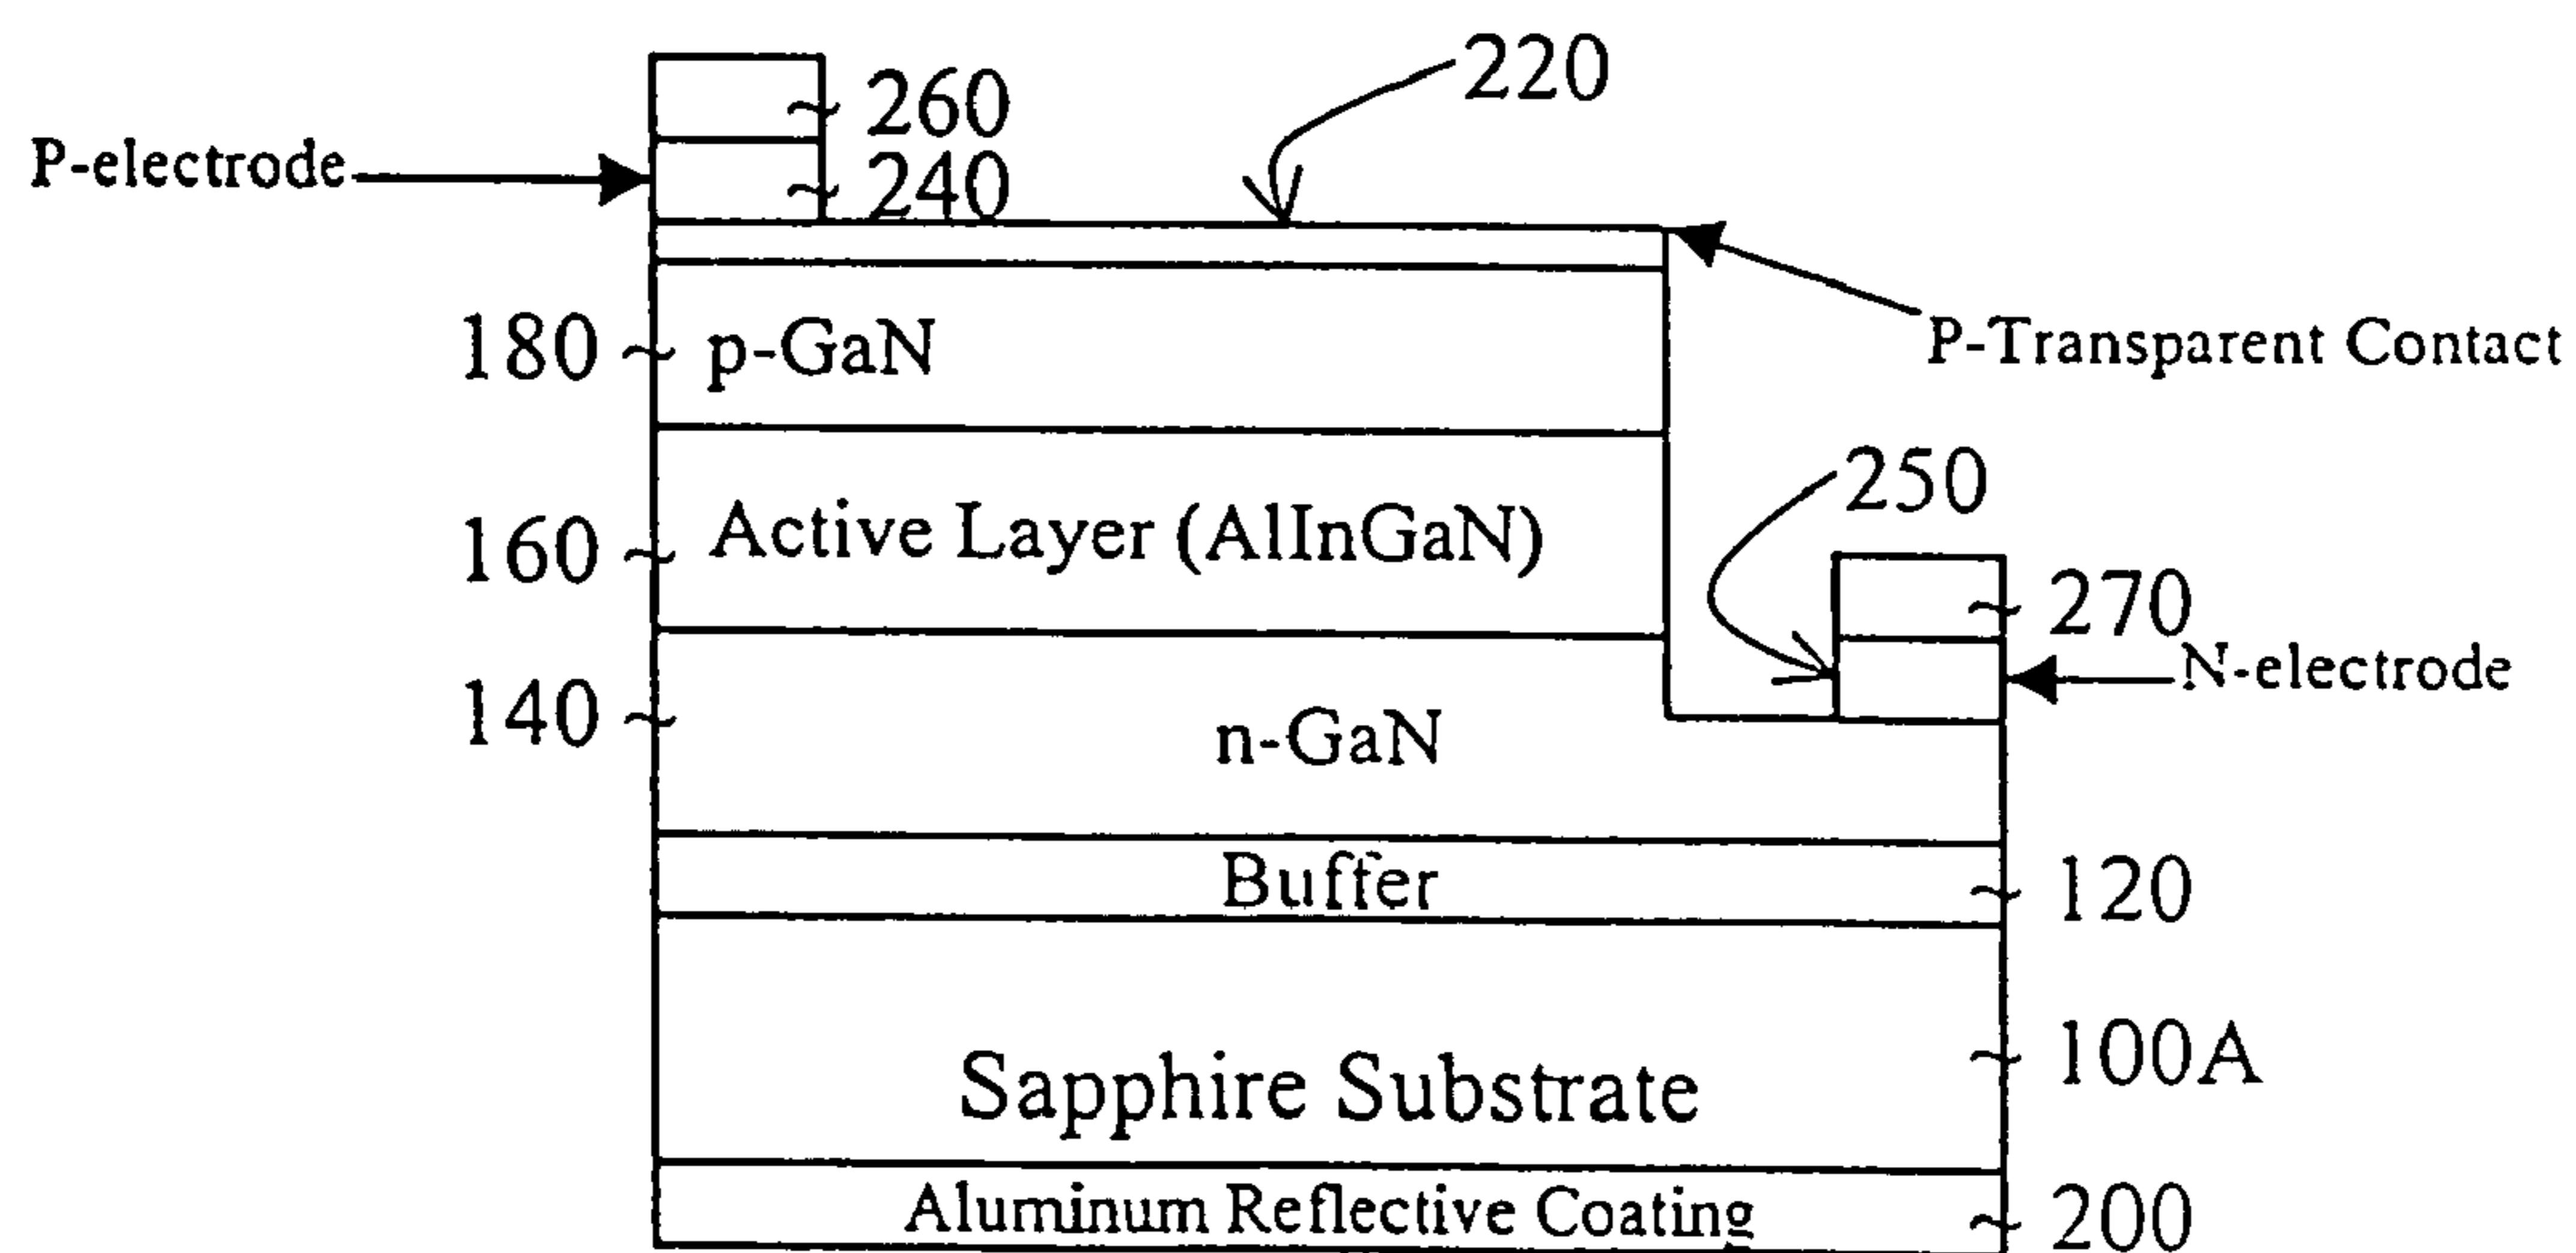 220
260
P-electrode
240
180
p-GaN
P-Transparent Contact
250
160
Active Layer (AlInGaN)
270
N-electrode
140
n-GaN
Buffer
120
100A
Sapphire Substrate
Aluminum Reflective Coating
200